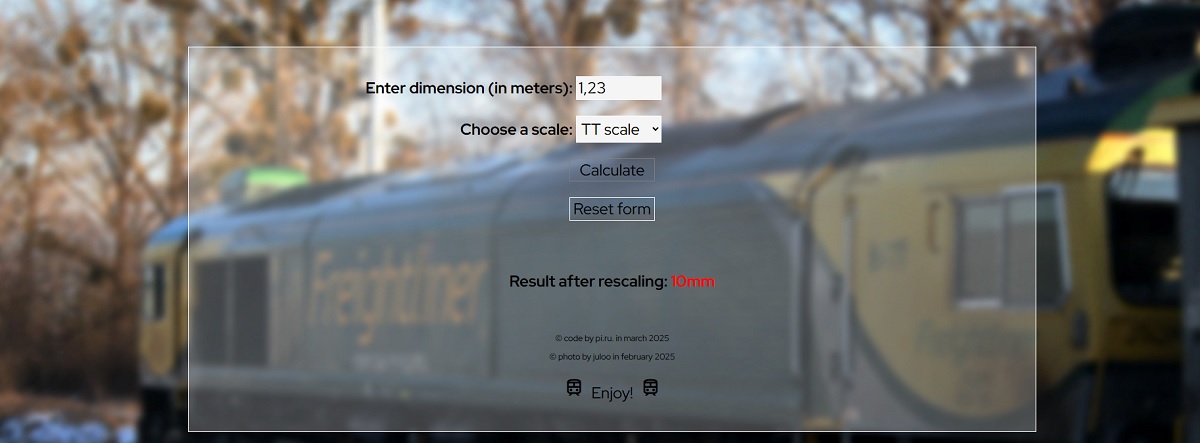 Enter dimension (in meters): 1,23
Choose a scale: TT scale
Calculate
Reset form
Freightliner
Result after rescaling: 10mm
© code by pi.ru. in march 2025
© photo by juloo in february 2025
Enjoy!